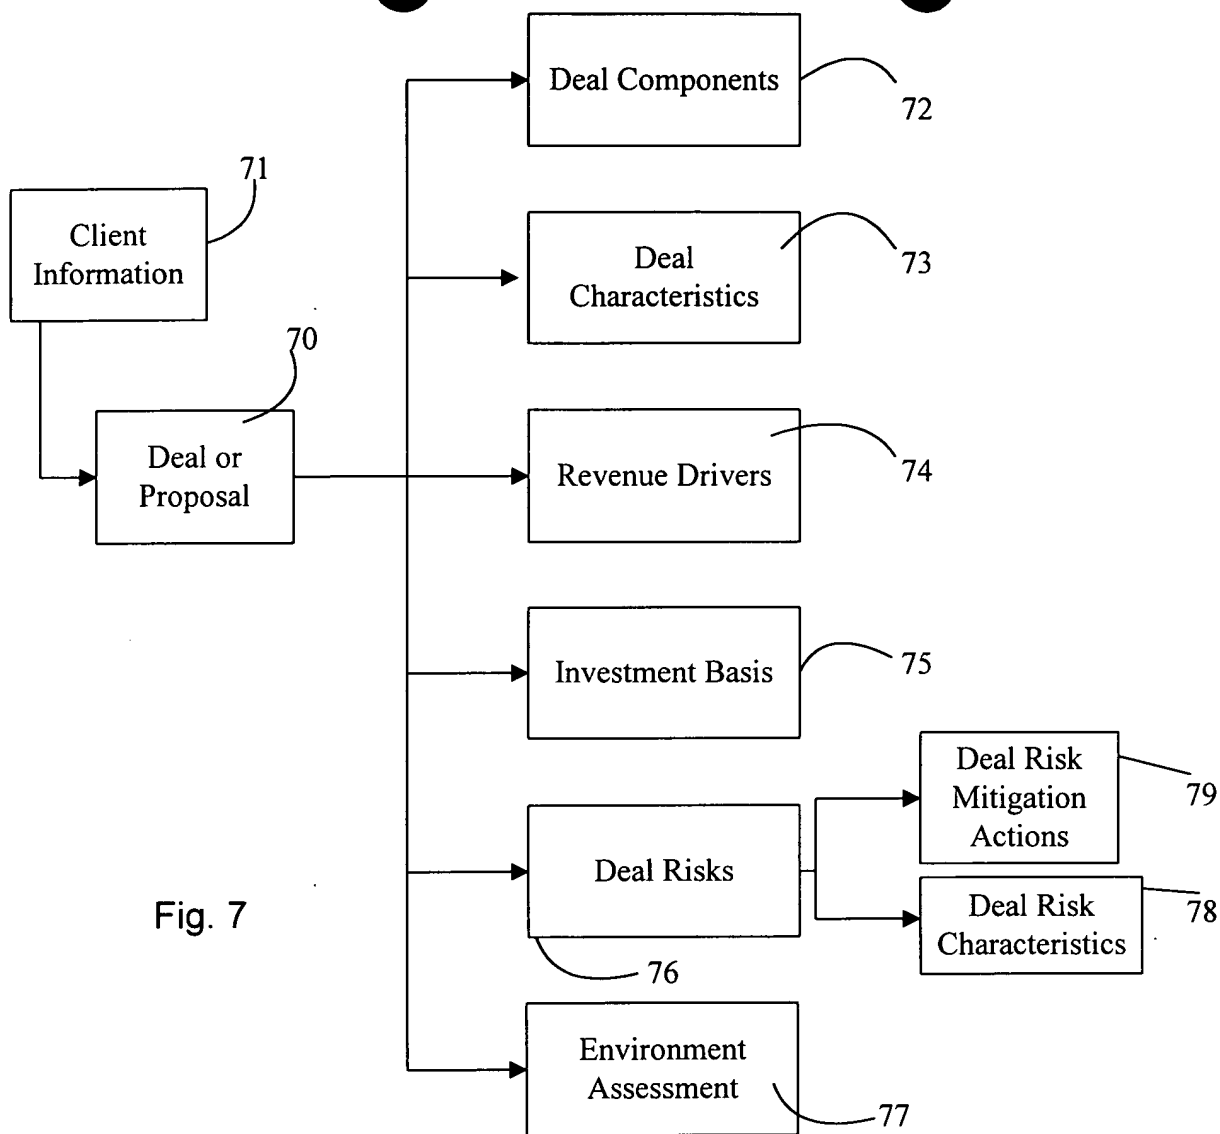 Deal Components
72
71
Client
Information
Deal
Characteristics
73
70
Deal or
Proposal
Revenue Drivers
74
Investment Basis
75
Deal Risk
Mitigation
Actions
79
Deal Risks
76
Deal Risk
Characteristics
78
Fig. 7
Environment
Assessment
77